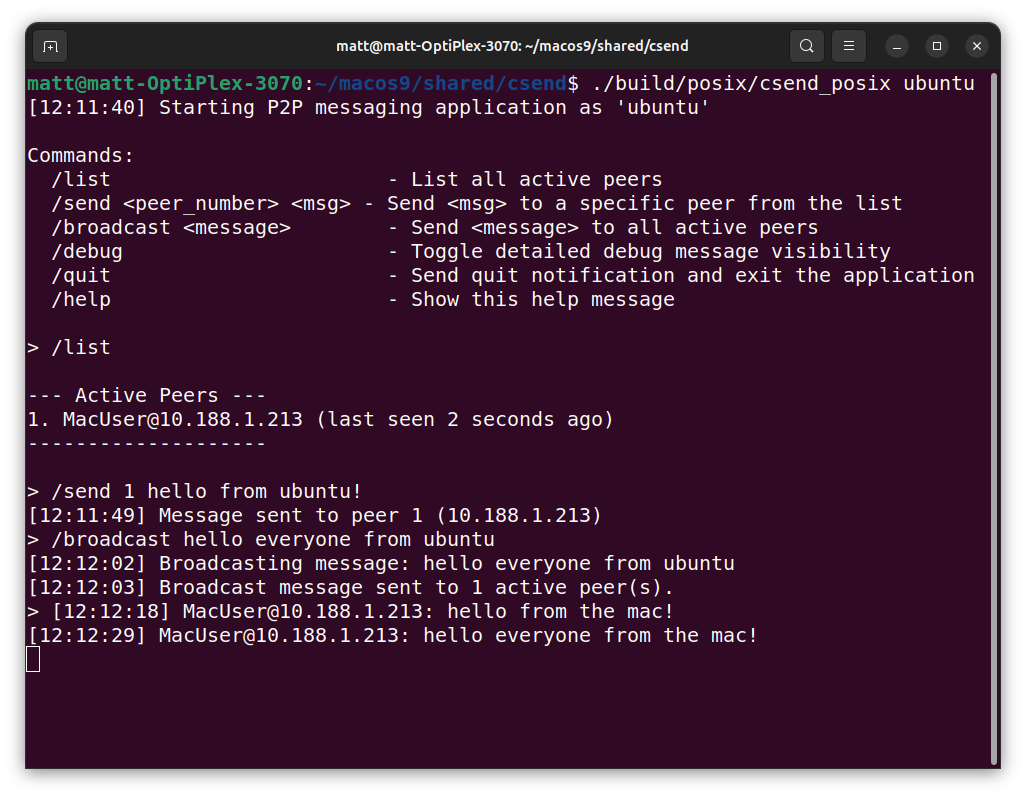 matt@matt-OptiPlex-3070: ~/macos9/shared/csend
matt@matt-OptiPlex-3070:~/macos9/shared/csend$ ./build/posix/csend_posix ubuntu
[12:11:40] Starting P2P messaging application as 'ubuntu'

Commands:
  /list                       - List all active peers
  /send <peer_number> <msg> - Send <msg> to a specific peer from the list
  /broadcast <message>        - Send <message> to all active peers
  /debug                      - Toggle detailed debug message visibility
  /quit                       - Send quit notification and exit the application
  /help                       - Show this help message

> /list

--- Active Peers ---
1. MacUser@10.188.1.213 (last seen 2 seconds ago)
--------------------

> /send 1 hello from ubuntu!
[12:11:49] Message sent to peer 1 (10.188.1.213)
> /broadcast hello everyone from ubuntu
[12:12:02] Broadcasting message: hello everyone from ubuntu
[12:12:03] Broadcast message sent to 1 active peer(s).
> [12:12:18] MacUser@10.188.1.213: hello from the mac!
[12:12:29] MacUser@10.188.1.213: hello everyone from the mac!